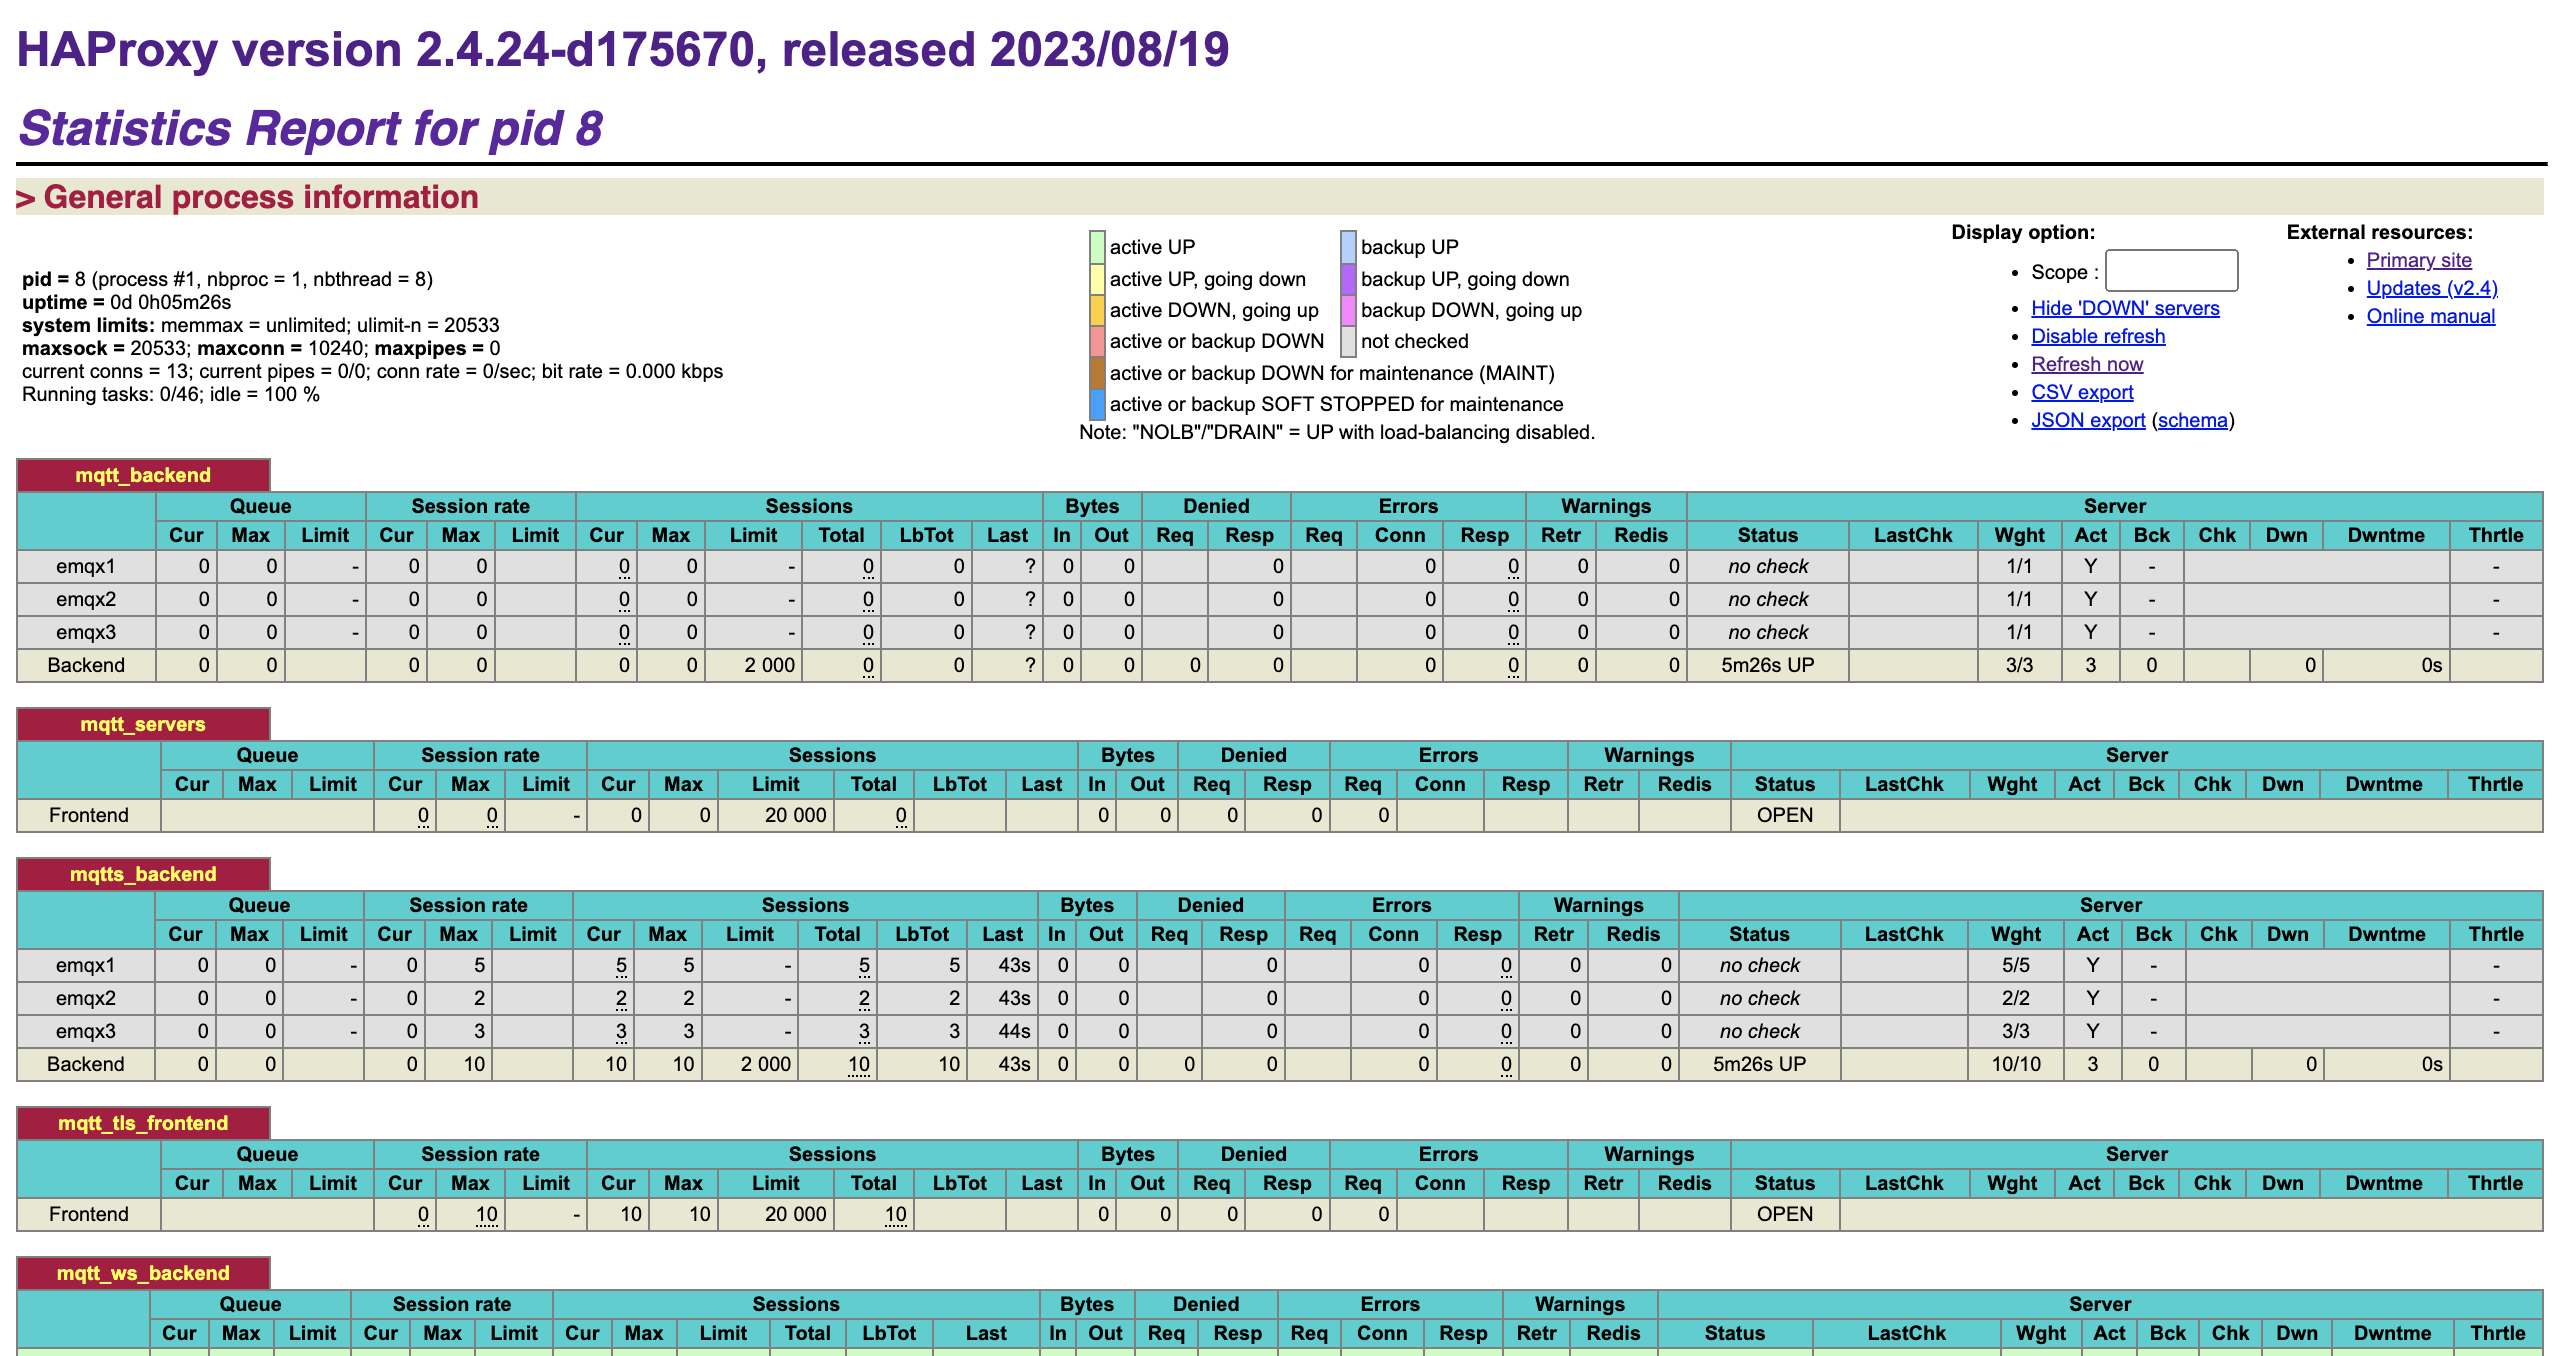 HAProxy version 2.4.24-d175670, released 2023/08/19
Statistics Report for pid 8
> General process information
pid = 8 (process #1, nbproc = 1, nbthread = 8)
uptime = 0d 0h05m26s
system limits: memmax = unlimited; ulimit-n = 20533
maxsock = 20533; maxconn = 10240; maxpipes = 0
current conns = 13; current pipes = 0/0; conn rate = 0/sec; bit rate = 0.000 kbps
Running tasks: 0/46; idle = 100 %
active UP backup UP
active UP, going down backup UP, going down
active DOWN, going up backup DOWN, going up
active or backup DOWN not checked
active or backup DOWN for maintenance (MAINT)
active or backup SOFT STOPPED for maintenance
Note: "NOLB"/"DRAIN" = UP with load-balancing disabled.
Display option:
• Scope :
• Hide 'DOWN' servers
• Disable refresh
• Refresh now
• CSV export
• JSON export (schema)
External resources:
• Primary site
• Updates (v2.4)
• Online manual
mqtt_backend
Queue Session rate Sessions Bytes Denied Errors Warnings Server
Cur Max Limit Cur Max Limit Cur Max Limit Total LbTot Last In Out Req Resp Req Conn Resp Retr Redis Status LastChk Wght Act Bck Chk Dwn Dwntme Thrtle
emqx1 0 0 - 0 0 0 0 - 0 0 ? 0 0 0 0 0 0 0 no check 1/1 Y - -
emqx2 0 0 - 0 0 0 0 - 0 0 ? 0 0 0 0 0 0 0 no check 1/1 Y - -
emqx3 0 0 - 0 0 0 0 - 0 0 ? 0 0 0 0 0 0 0 no check 1/1 Y - -
Backend 0 0 0 0 0 0 2 000 0 0 ? 0 0 0 0 0 0 0 0 5m26s UP 3/3 3 0 0 0s
mqtt_servers
Queue Session rate Sessions Bytes Denied Errors Warnings Server
Cur Max Limit Cur Max Limit Cur Max Limit Total LbTot Last In Out Req Resp Req Conn Resp Retr Redis Status LastChk Wght Act Bck Chk Dwn Dwntme Thrtle
Frontend 0 0 - 0 0 20 000 0 0 0 0 0 0 OPEN
mqtts_backend
Queue Session rate Sessions Bytes Denied Errors Warnings Server
Cur Max Limit Cur Max Limit Cur Max Limit Total LbTot Last In Out Req Resp Req Conn Resp Retr Redis Status LastChk Wght Act Bck Chk Dwn Dwntme Thrtle
emqx1 0 0 - 0 5 5 5 - 5 5 43s 0 0 0 0 0 0 0 no check 5/5 Y - -
emqx2 0 0 - 0 2 2 2 - 2 2 43s 0 0 0 0 0 0 0 no check 2/2 Y - -
emqx3 0 0 - 0 3 3 3 - 3 3 44s 0 0 0 0 0 0 0 no check 3/3 Y - -
Backend 0 0 0 10 10 10 2 000 10 10 43s 0 0 0 0 0 0 0 0 5m26s UP 10/10 3 0 0 0s
mqtt_tls_frontend
Queue Session rate Sessions Bytes Denied Errors Warnings Server
Cur Max Limit Cur Max Limit Cur Max Limit Total LbTot Last In Out Req Resp Req Conn Resp Retr Redis Status LastChk Wght Act Bck Chk Dwn Dwntme Thrtle
Frontend 0 10 - 10 10 20 000 10 0 0 0 0 0 OPEN
mqtt_ws_backend
Queue Session rate Sessions Bytes Denied Errors Warnings Server
Cur Max Limit Cur Max Limit Cur Max Limit Total LbTot Last In Out Req Resp Req Conn Resp Retr Redis Status LastChk Wght Act Bck Chk Dwn Dwntme Thrtle